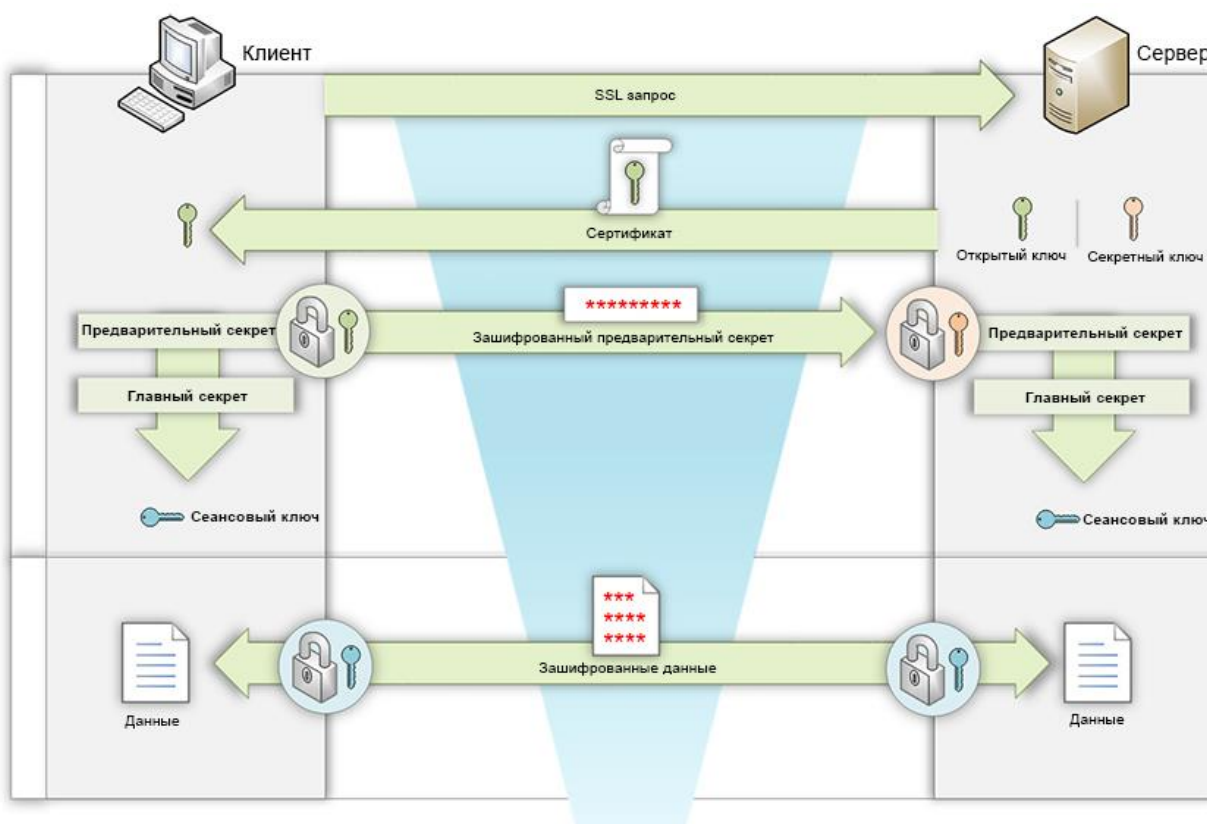 Клиент
Сервер
SSL запрос
Сертификат
Открытый ключ
Секретный ключ
*********
Предварительный секрет
Зашифрованный предварительный секрет
Предварительный секрет
Главный секрет
Главный секрет
Сеансовый ключ
Сеансовый ключ
***
****
****
Зашифрованные данные
Данные
Данные